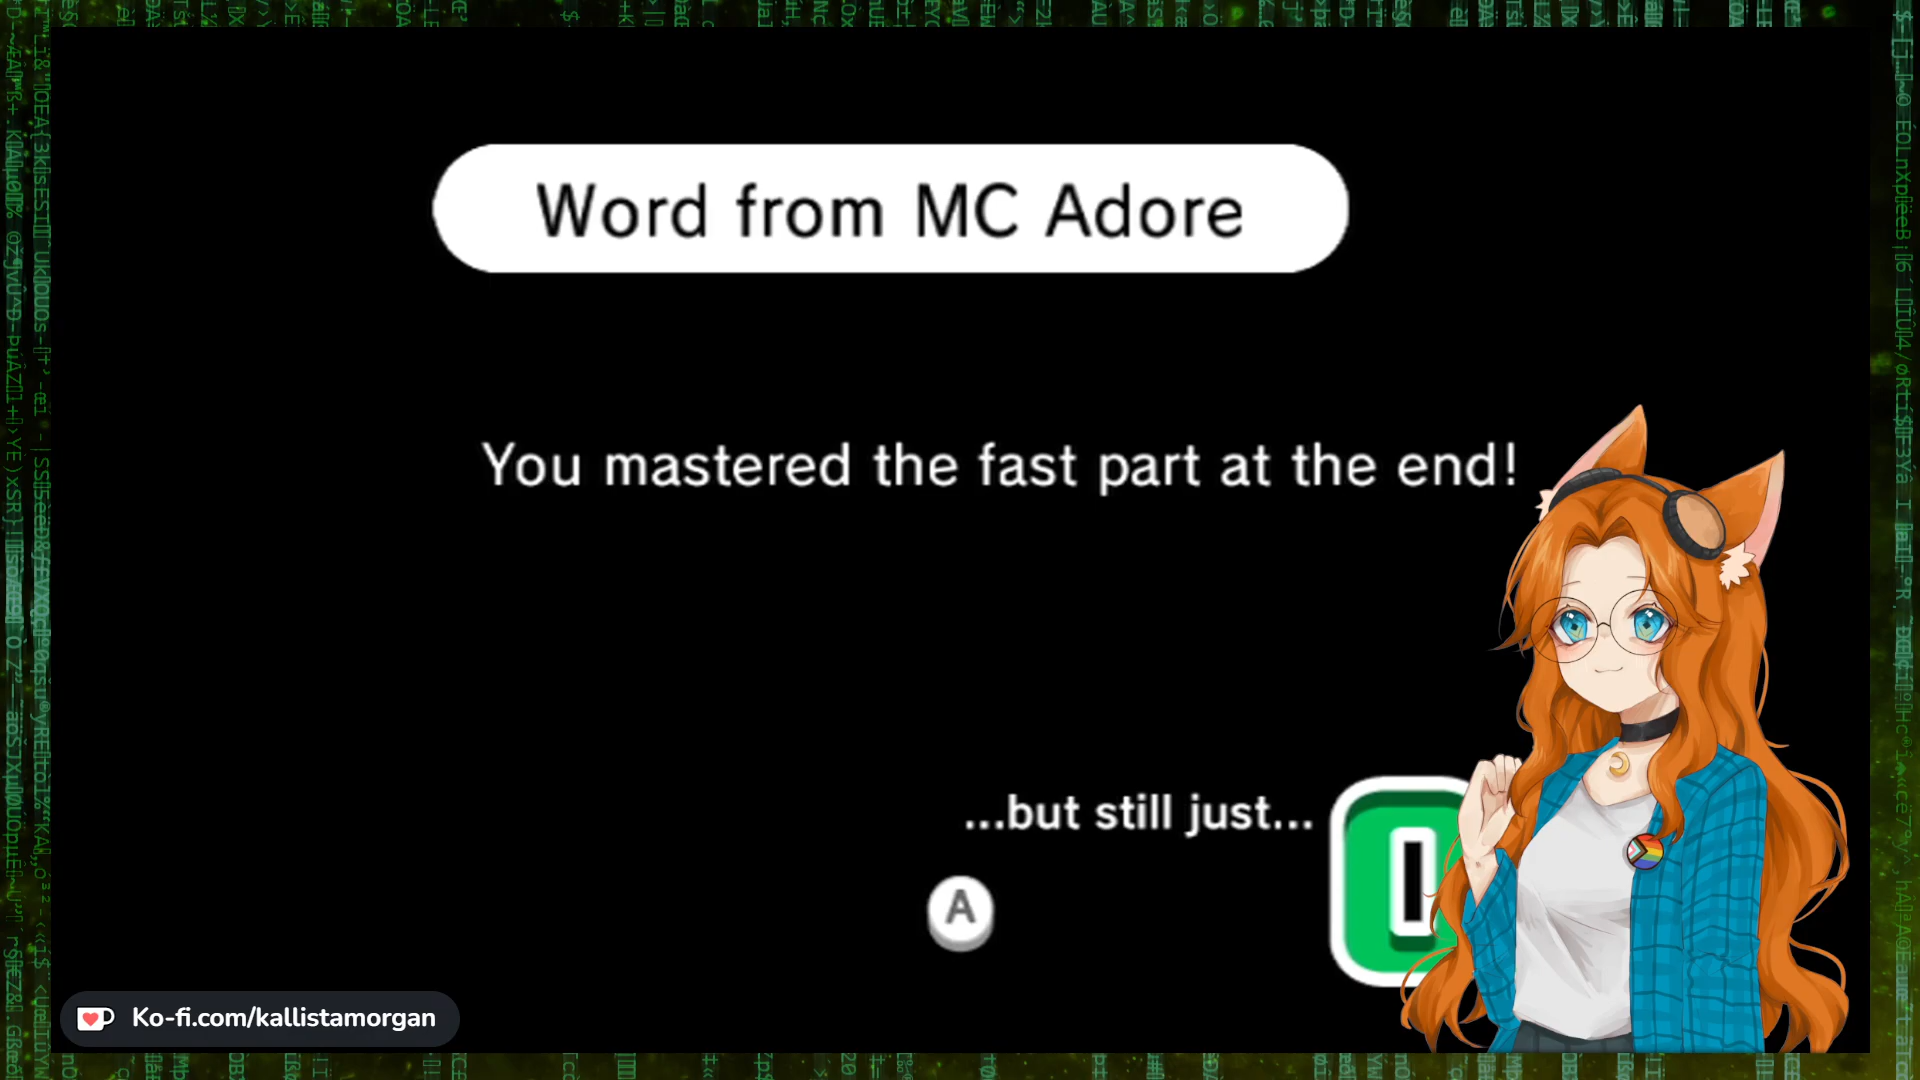 Word from MC Adore
You mastered the fast part at the end!
...but still just...
A
Ko-fi.com/kallistamorgan